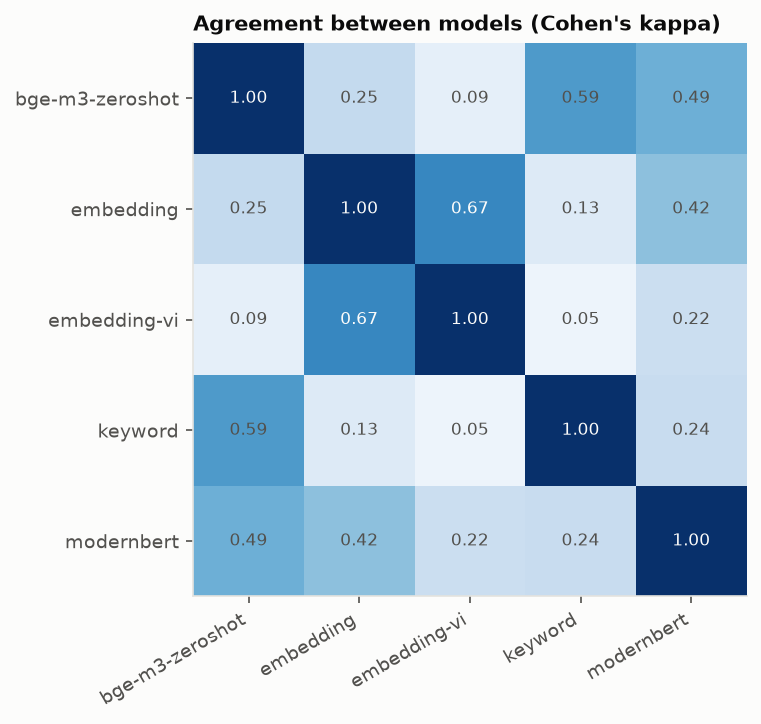 Agreement between models (Cohen's kappa)
bge-m3-zeroshot 1.00 0.25 0.09 0.59 0.49
embedding 0.25 1.00 0.67 0.13 0.42
embedding-vi 0.09 0.67 1.00 0.05 0.22
keyword 0.59 0.13 0.05 1.00 0.24
modernbert 0.49 0.42 0.22 0.24 1.00
bge-m3-zeroshot embedding embedding-vi keyword modernbert